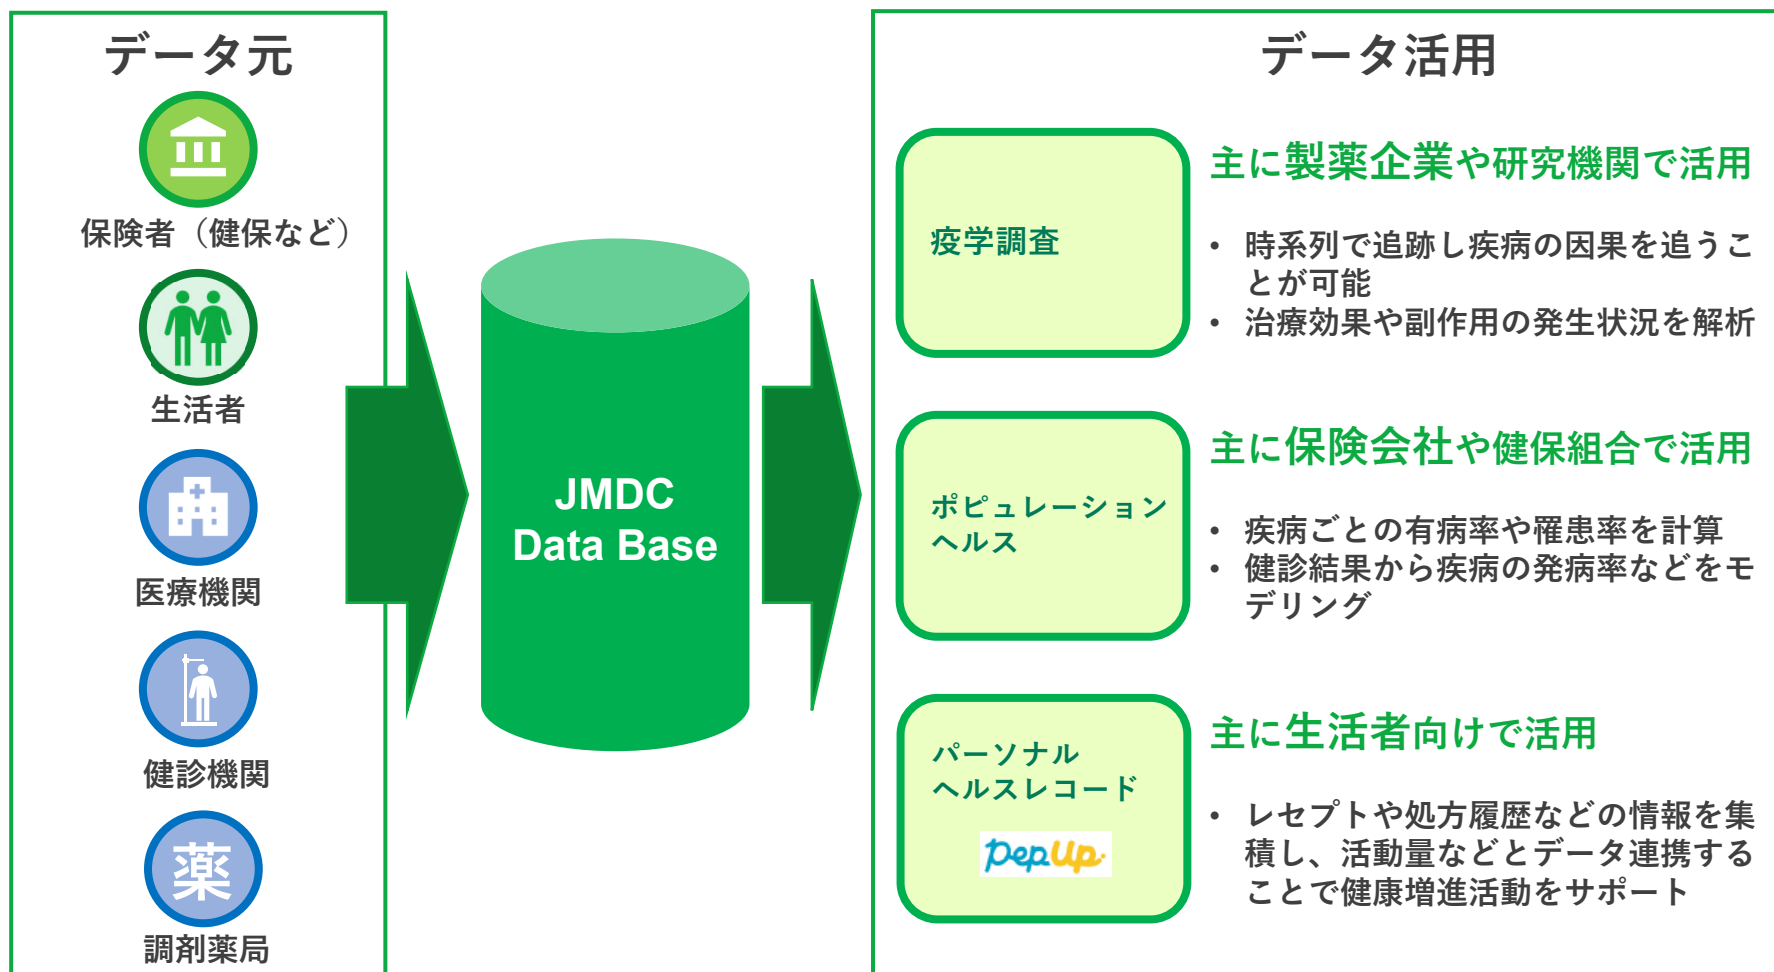 データ元
保険者（健保など）
生活者
医療機関
健診機関
薬
調剤薬局
JMDC
Data Base
データ活用
疫学調査
主に製薬企業や研究機関で活用
• 時系列で追跡し疾病の因果を追うこ
とが可能
• 治療効果や副作用の発生状況を解析
ポピュレーション
ヘルス
主に保険会社や健保組合で活用
• 疾病ごとの有病率や罹患率を計算
• 健診結果から疾病の発病率などをモ
デリング
パーソナル
ヘルスレコード
PepUp
主に生活者向けで活用
• レセプトや処方履歴などの情報を集
積し、活動量などとデータ連携する
ことで健康増進活動をサポート